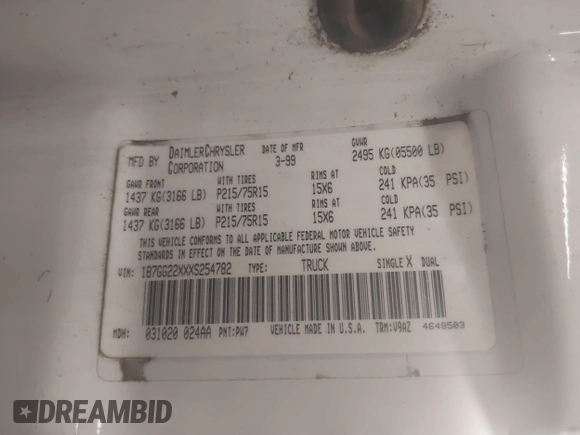 MFD BY DAIMLERCHRYSLER CORPORATION DATE OF MFR 3-99 GVWR 2495 KG(05500 LB)
GAWR FRONT WITH TIRES RIMS AT COLD
1437 KG(3166 LB) P215/75R15 15X6 241 KPA(35 PSI)
GAWR REAR WITH TIRES RIMS AT COLD
1437 KG(3166 LB) P215/75R15 15X6 241 KPA(35 PSI)
THIS VEHICLE CONFORMS TO ALL APPLICABLE FEDERAL MOTOR VEHICLE SAFETY
STANDARDS IN EFFECT ON THE DATE OF MANUFACTURE SHOWN ABOVE.
VIN: 1B7GG22XXXS254782 TYPE: TRUCK SINGLE X DUAL
MDH: 031020 024AA PNT: PW7 VEHICLE MADE IN U.S.A. TRM: V9AZ 4648503
DREAMBID